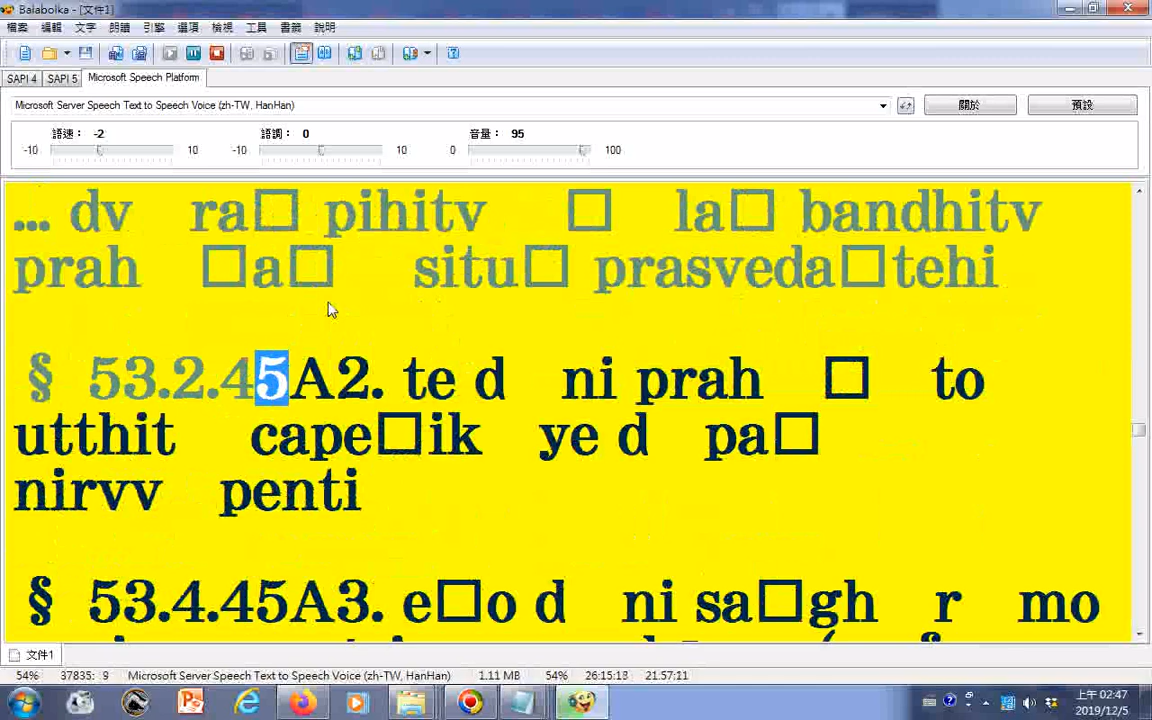 Balabolka - [文件1]
檔案 編輯 文字 朗讀 引擎 選項 檢視 工具 書籤 說明
SAPI 4 SAPI 5 Microsoft Speech Platform
Microsoft Server Speech Text to Speech Voice (zh-TW, HanHan) 關於 預設
語速： -2 語調： 0 音量： 95
-10 10 -10 10 0 100
... dv ra□ pihitv □ la□ bandhitv
prah □a□ situ□ prasveda□tehi
§ 53.2.45A2. te d ni prah □ to
utthit cape□ik ye d pa□
nirvv penti
§ 53.4.45A3. e□o d ni sa□gh r mo
文件1
54% 37835: 9 Microsoft Server Speech Text to Speech Voice (zh-TW, HanHan) 1.11 MB 54% 26:15:13 21:57:11
上午 02:47
2019/12/5